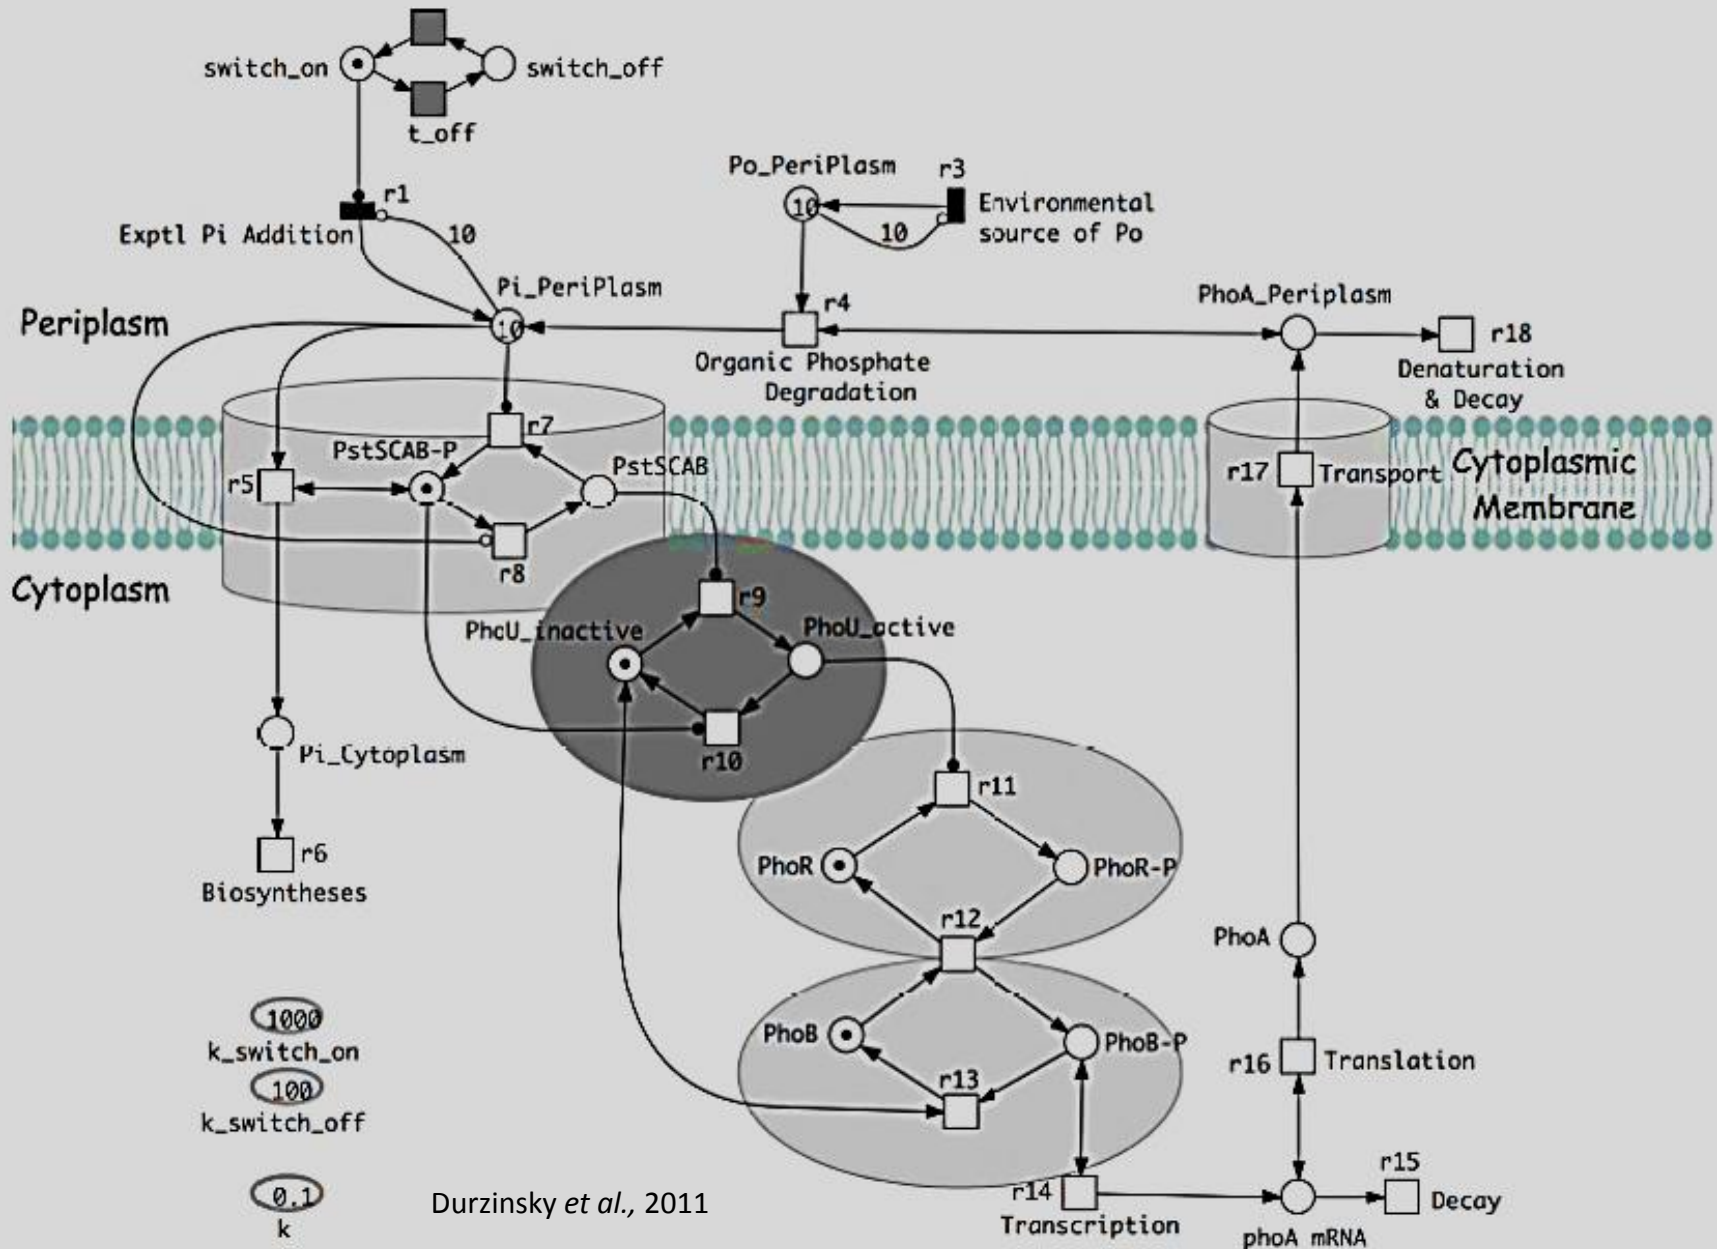 switch_on
switch_off
t_off
r1
Exptl Pi Addition
10
Po_PeriPlasm
r3
10
10
Environmental
source of Po
Pi_PeriPlasm
10
r4
Organic Phosphate
Degradation
PhoA_Periplasm
r18
Denaturation
& Decay
Periplasm
r7
PstSCAB-P
PstSCAB
r5
r8
r17
Transport
Cytoplasmic
Membrane
Cytoplasm
r9
PhoU_inactive
PhoU_active
r10
Pi_Cytoplasm
r6
Biosyntheses
r11
PhoR
PhoR-P
r12
PhoA
PhoB
PhoB-P
r13
r16
Translation
1000
k_switch_on
100
k_switch_off
0.1
k
Durzinsky et al., 2011
r14
Transcription
phoA mRNA
r15
Decay